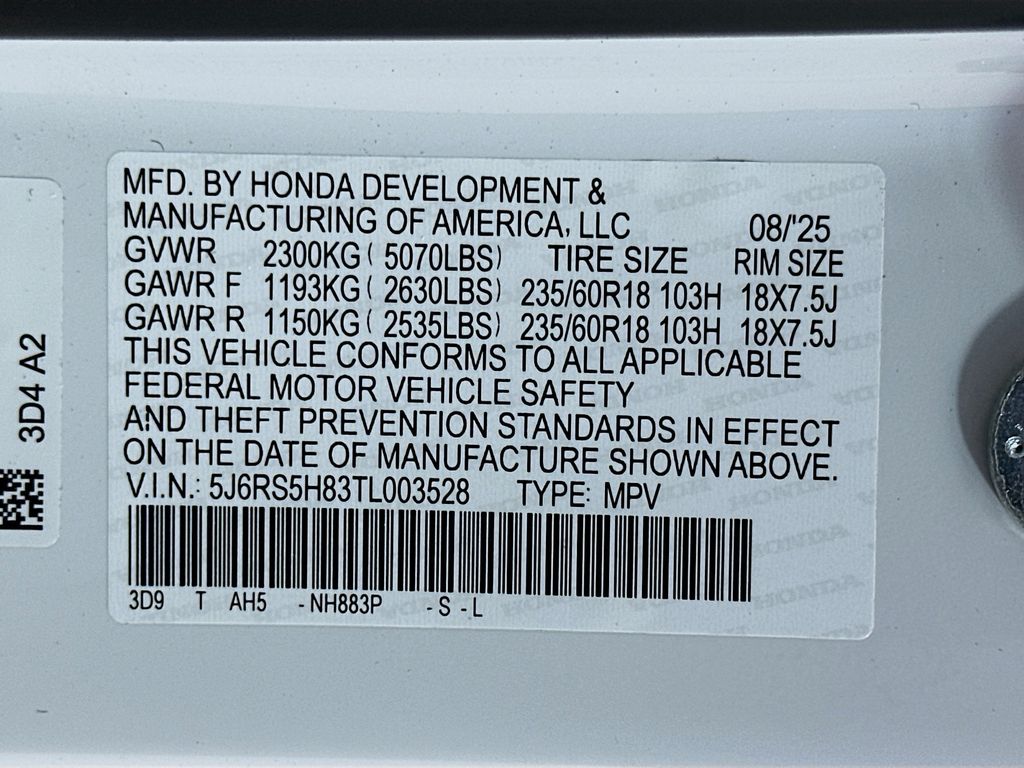 MFD. BY HONDA DEVELOPMENT &
MANUFACTURING OF AMERICA, LLC 08/'25
GVWR 2300KG ( 5070LBS) TIRE SIZE RIM SIZE
GAWR F 1193KG ( 2630LBS) 235/60R18 103H 18X7.5J
GAWR R 1150KG ( 2535LBS) 235/60R18 103H 18X7.5J
THIS VEHICLE CONFORMS TO ALL APPLICABLE
FEDERAL MOTOR VEHICLE SAFETY
AND THEFT PREVENTION STANDARDS IN EFFECT
ON THE DATE OF MANUFACTURE SHOWN ABOVE.
V.I.N.: 5J6RS5H83TL003528 TYPE: MPV
3D9 T AH5 -NH883P -S -L
3D4 A2